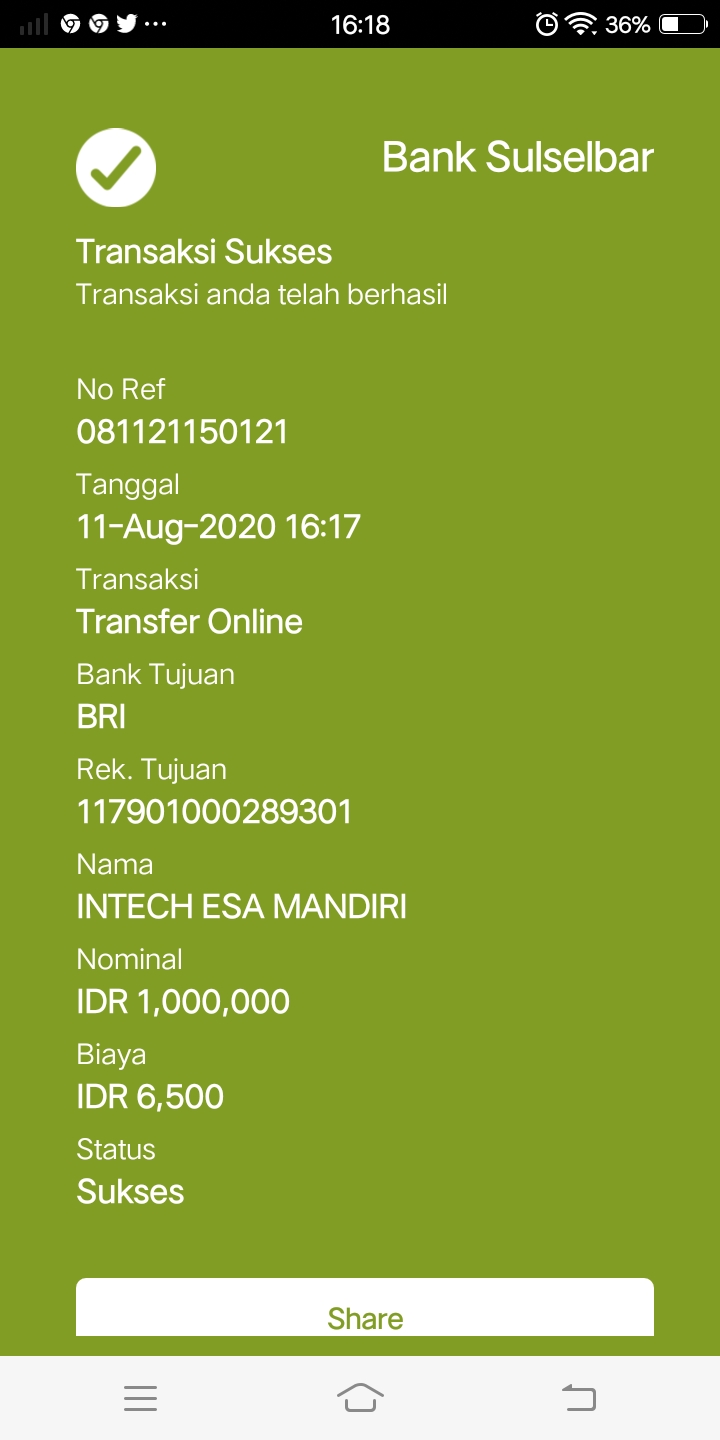 16:18
36%
Bank Sulselbar
Transaksi Sukses
Transaksi anda telah berhasil
No Ref
081121150121
Tanggal
11-Aug-2020 16:17
Transaksi
Transfer Online
Bank Tujuan
BRI
Rek. Tujuan
117901000289301
Nama
INTECH ESA MANDIRI
Nominal
IDR 1,000,000
Biaya
IDR 6,500
Status
Sukses
Share